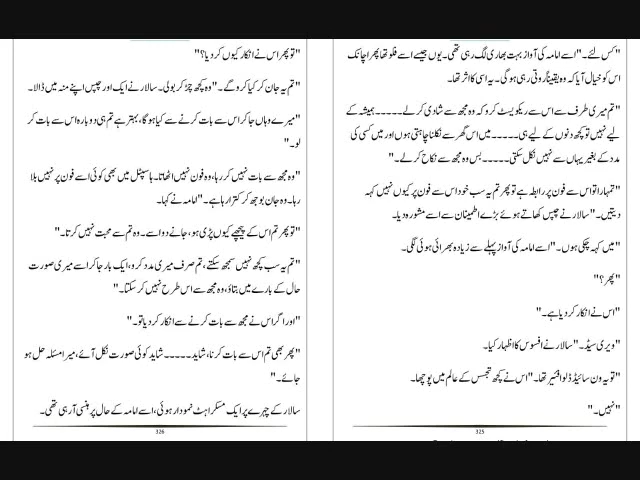 "کس لئے۔" اسے امامہ کی آواز بہت بھاری لگ رہی تھی۔ یوں جیسے اسے فلو تھا پھر اچانک
اس کو خیال آیا کہ وہ یقیناً روتی رہی ہو گی۔ یہ اسی کا اثر تھا۔
"تم میری طرف سے اس سے ریکویسٹ کرو کہ وہ مجھ سے شادی کر لے۔۔۔۔۔ ہمیشہ کے
لیے نہیں تو کچھ دنوں کے لیے ہی۔۔۔۔۔ میں اس گھر سے نکلنا چاہتی ہوں اور میں کسی کی
مدد کے بغیر یہاں سے نہیں نکل سکتی۔۔۔۔۔ بس وہ مجھ سے نکاح کر لے۔"
"تمہارا تو اس سے فون پر رابطہ ہے تو پھر تم یہ سب خود اس سے فون پر کیوں نہیں کہہ
دیتیں۔" سالار نے چپس کھاتے ہوئے بڑے اطمینان سے اسے مشورہ دیا۔
"میں کہہ چکی ہوں۔" اسے امامہ کی آواز پہلے سے زیادہ بھرائی ہوئی لگی۔
"پھر؟"
"اس نے انکار کر دیا ہے۔"
"ویری سیڈ۔" سالار نے افسوس کا اظہار کیا۔
"تو یہ ون سائیڈڈ لو افئیر تھا۔" اس نے کچھ تجسس کے عالم میں پوچھا۔
"نہیں۔"
325
"تو پھر اس نے انکار کیوں کر دیا؟"
"تم یہ جان کر کیا کرو گے۔" وہ کچھ چڑ کر بولی۔ سالار نے ایک اور چپس اپنے منہ میں ڈالا۔
"میرے وہاں جا کر اس سے بات کرنے سے کیا ہو گا، بہتر ہے تم ہی دوبارہ اس سے بات کر
لو۔"
"وہ مجھ سے بات نہیں کر رہا، وہ فون نہیں اٹھاتا۔ ہاسپٹل میں بھی کوئی اسے فون پر نہیں بلا
رہا۔ وہ جان بوجھ کر کترا رہا ہے۔" امامہ نے کہا۔
"تو پھر تم اس کے پیچھے کیوں پڑی ہو، جانے دو اسے۔ وہ تم سے محبت نہیں کرتا۔"
"تم یہ سب کچھ نہیں سمجھ سکتے، تم صرف میری مدد کرو، ایک بار جا کر اسے میری صورت
حال کے بارے میں بتاؤ، وہ مجھ سے اس طرح نہیں کر سکتا۔"
"اور اگر اس نے مجھ سے بات کرنے سے انکار کر دیا تو۔"
"پھر بھی تم اس سے بات کرنا، شاید۔۔۔۔۔ شاید کوئی صورت نکل آئے، میرا مسئلہ حل ہو
جائے۔"
سالار کے چہرے پر ایک مسکراہٹ نمودار ہوئی، اسے امامہ کے حال پر ہنسی آ رہی تھی۔
326